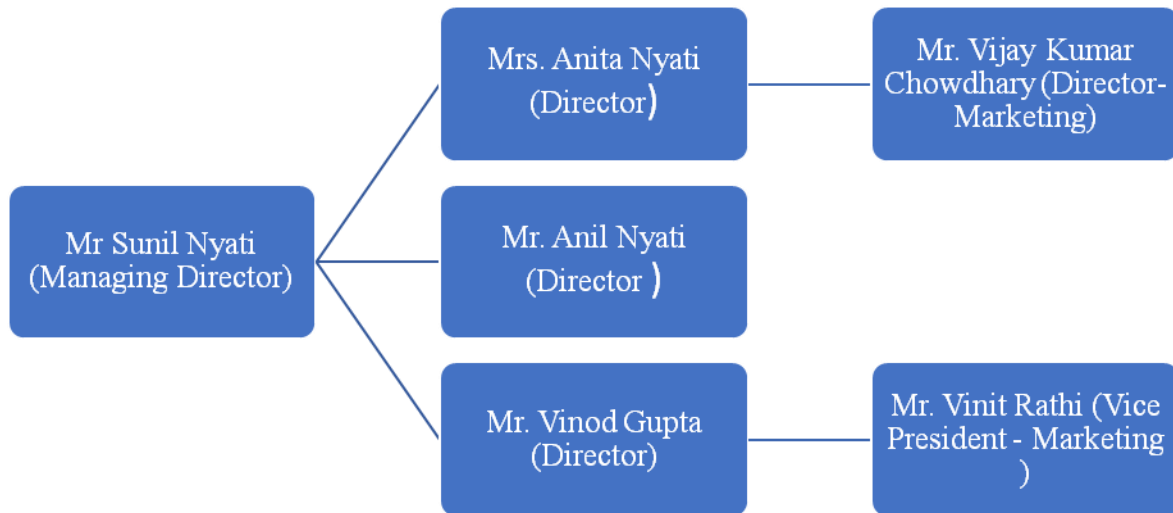 Mrs. Anita Nyati
(Director)
Mr. Vijay Kumar
Chowdhary (Director-
Marketing)
Mr Sunil Nyati
(Managing Director)
Mr. Anil Nyati
(Director )
Mr. Vinod Gupta
(Director)
Mr. Vinit Rathi (Vice
President - Marketing
)